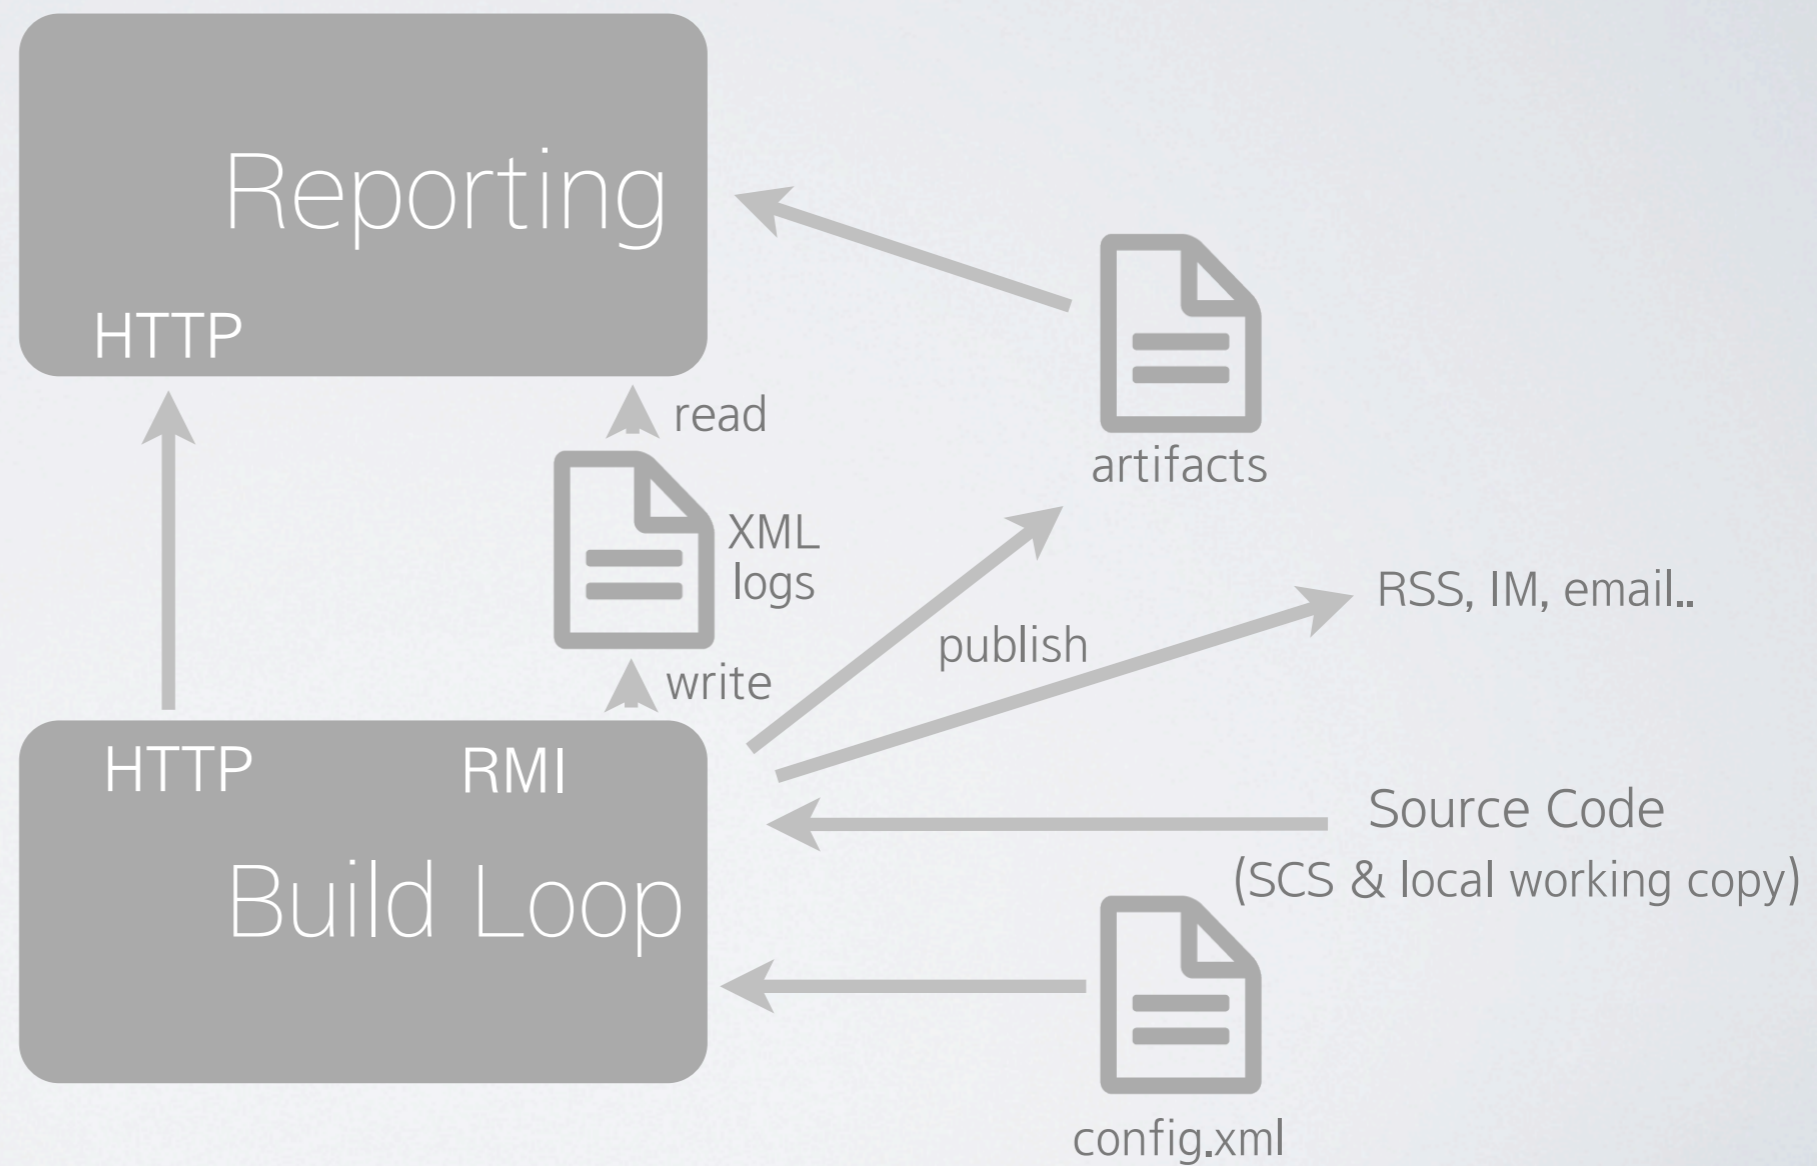 Reporting
HTTP
read
artifacts
XML
logs
RSS, IM, email..
publish
write
HTTP
RMI
Source Code
(SCS & local working copy)
Build Loop
config.xml